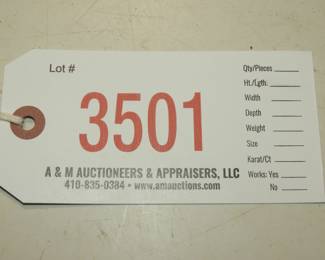 Lot #
3501
A & M AUCTIONEERS & APPRAISERS, LLC
410-835-0384 • www.amauctions.com
Qty/Pieces
Ht./Lgth:
Width
Depth
Weight
Size
Karat/Ct
Works: Yes
No